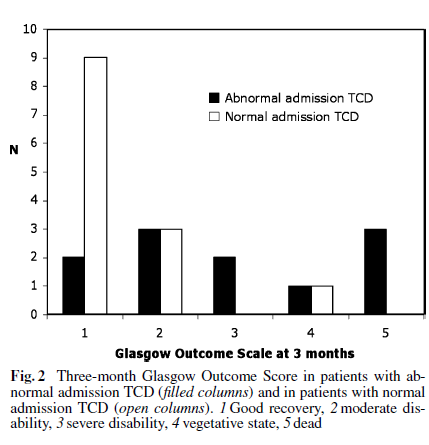 10
9
8
7
6
5
4
3
2
1
0
N
Abnormal admission TCD
Normal admission TCD
1 2 3 4 5
Glasgow Outcome Scale at 3 months
Fig. 2 Three-month Glasgow Outcome Score in patients with ab-
normal admission TCD (filled columns) and in patients with normal
admission TCD (open columns). 1 Good recovery, 2 moderate dis-
ability, 3 severe disability, 4 vegetative state, 5 dead